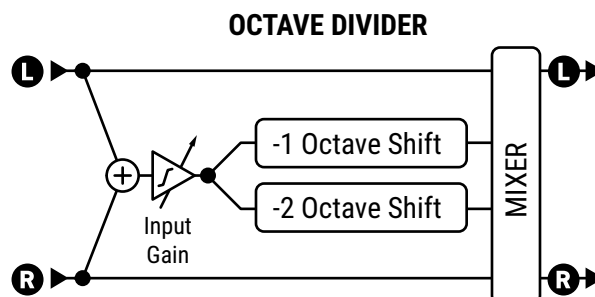 OCTAVE DIVIDER
L
L
-1 Octave Shift
+
-2 Octave Shift
MIXER
Input
Gain
R
R